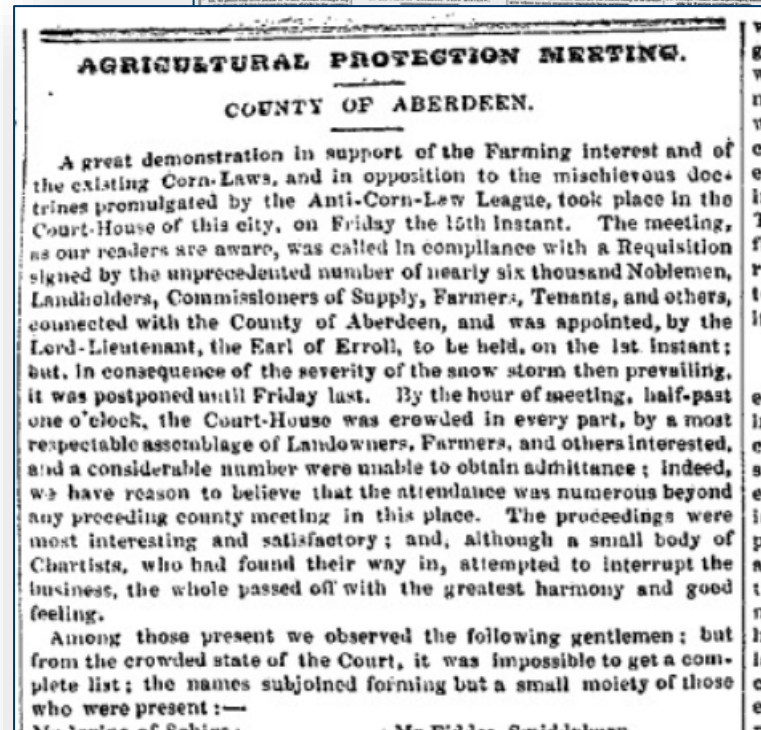 AGRICULTURAL PROTECTION MEETING.
COUNTY OF ABERDEEN.
A great demonstration in support of the Farming interest and of
the existing Corn-Laws, and in opposition to the mischievous doc-
trines promulgated by the Anti-Corn-Law League, took place in the
Court-House of this city, on Friday the 15th instant. The meeting,
as our readers are aware, was called in compliance with a Requisition
signed by the unprecedented number of nearly six thousand Noblemen,
Landholders, Commissioners of Supply, Farmers, Tenants, and others,
connected with the County of Aberdeen, and was appointed, by the
Lord-Lieutenant, the Earl of Erroll, to be held, on the 1st instant;
but, in consequence of the severity of the snow storm then prevailing,
it was postponed until Friday last. By the hour of meeting, half-past
one o'clock, the Court-House was crowded in every part, by a most
respectable assemblage of Landowners, Farmers, and others interested,
and a considerable number were unable to obtain admittance; indeed,
we have reason to believe that the attendance was numerous beyond
any preceding county meeting in this place. The proceedings were
most interesting and satisfactory; and, although a small body of
Chartists, who had found their way in, attempted to interrupt the
business, the whole passed off with the greatest harmony and good
feeling.
Among those present we observed the following gentlemen; but
from the crowded state of the Court, it was impossible to get a com-
plete list; the names subjoined forming but a small moiety of those
who were present:—